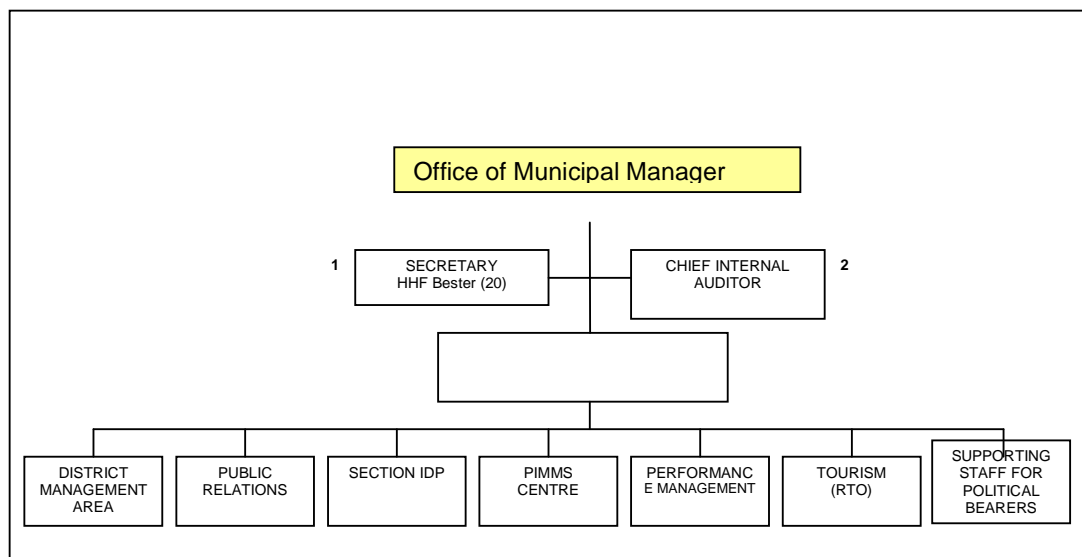 Office of Municipal Manager
1
SECRETARY
HHF Bester (20)
CHIEF INTERNAL
AUDITOR
2
DISTRICT
MANAGEMENT
AREA
PUBLIC
RELATIONS
SECTION IDP
PIMMS
CENTRE
PERFORMANC
E MANAGEMENT
TOURISM
(RTO)
SUPPORTING
STAFF FOR
POLITICAL
BEARERS